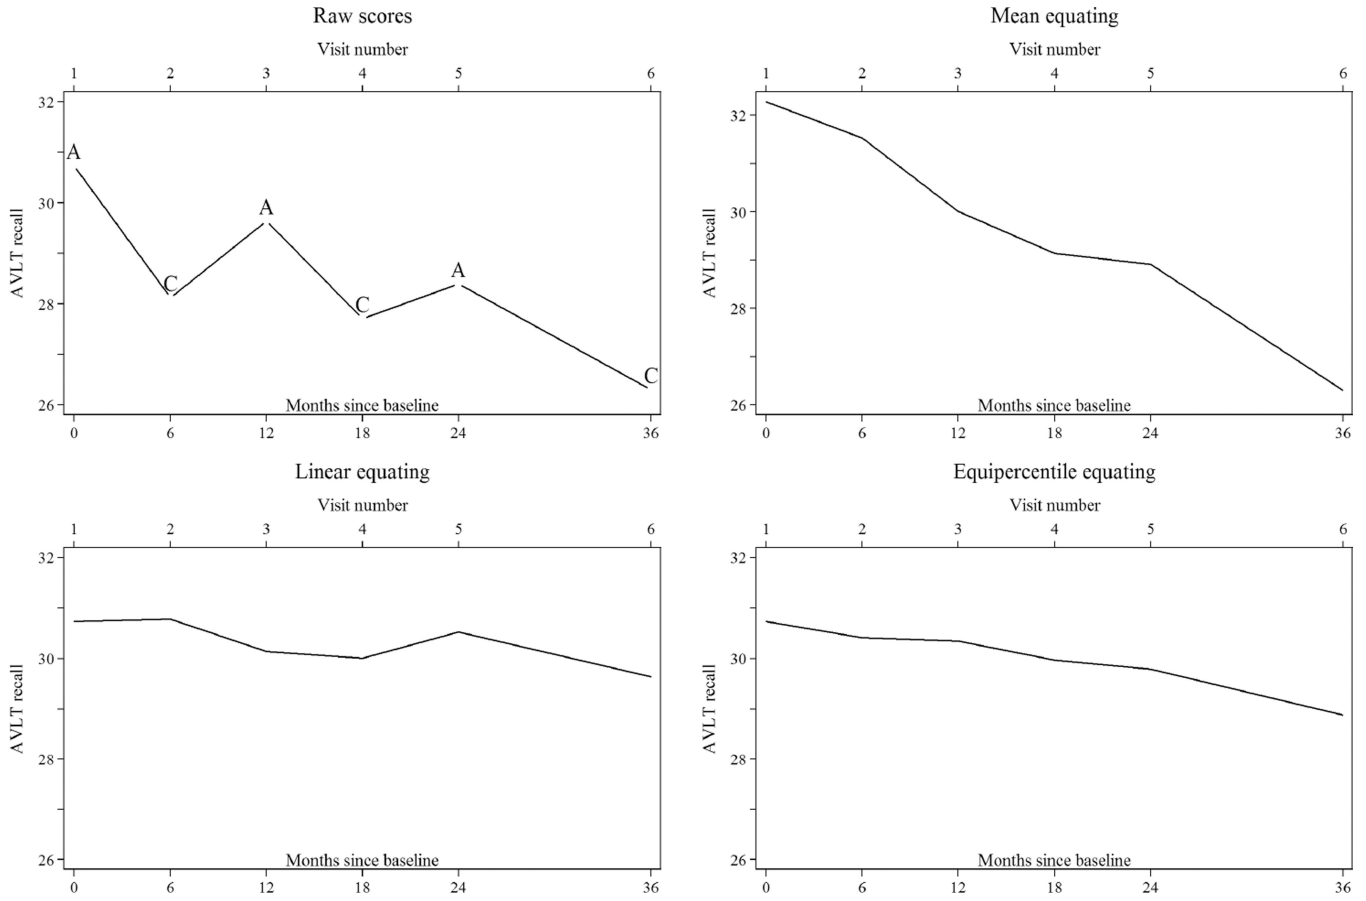 Raw scores
Visit number
1 2 3 4 5 6
32
30
28
26
AVLT recall
A
C
A
C
A
C
Months since baseline
0 6 12 18 24 36
Mean equating
Visit number
1 2 3 4 5 6
32
30
28
26
AVLT recall
Months since baseline
0 6 12 18 24 36
Linear equating
Visit number
1 2 3 4 5 6
32
30
28
26
AVLT recall
Months since baseline
0 6 12 18 24 36
Equipercentile equating
Visit number
1 2 3 4 5 6
32
30
28
26
AVLT recall
Months since baseline
0 6 12 18 24 36